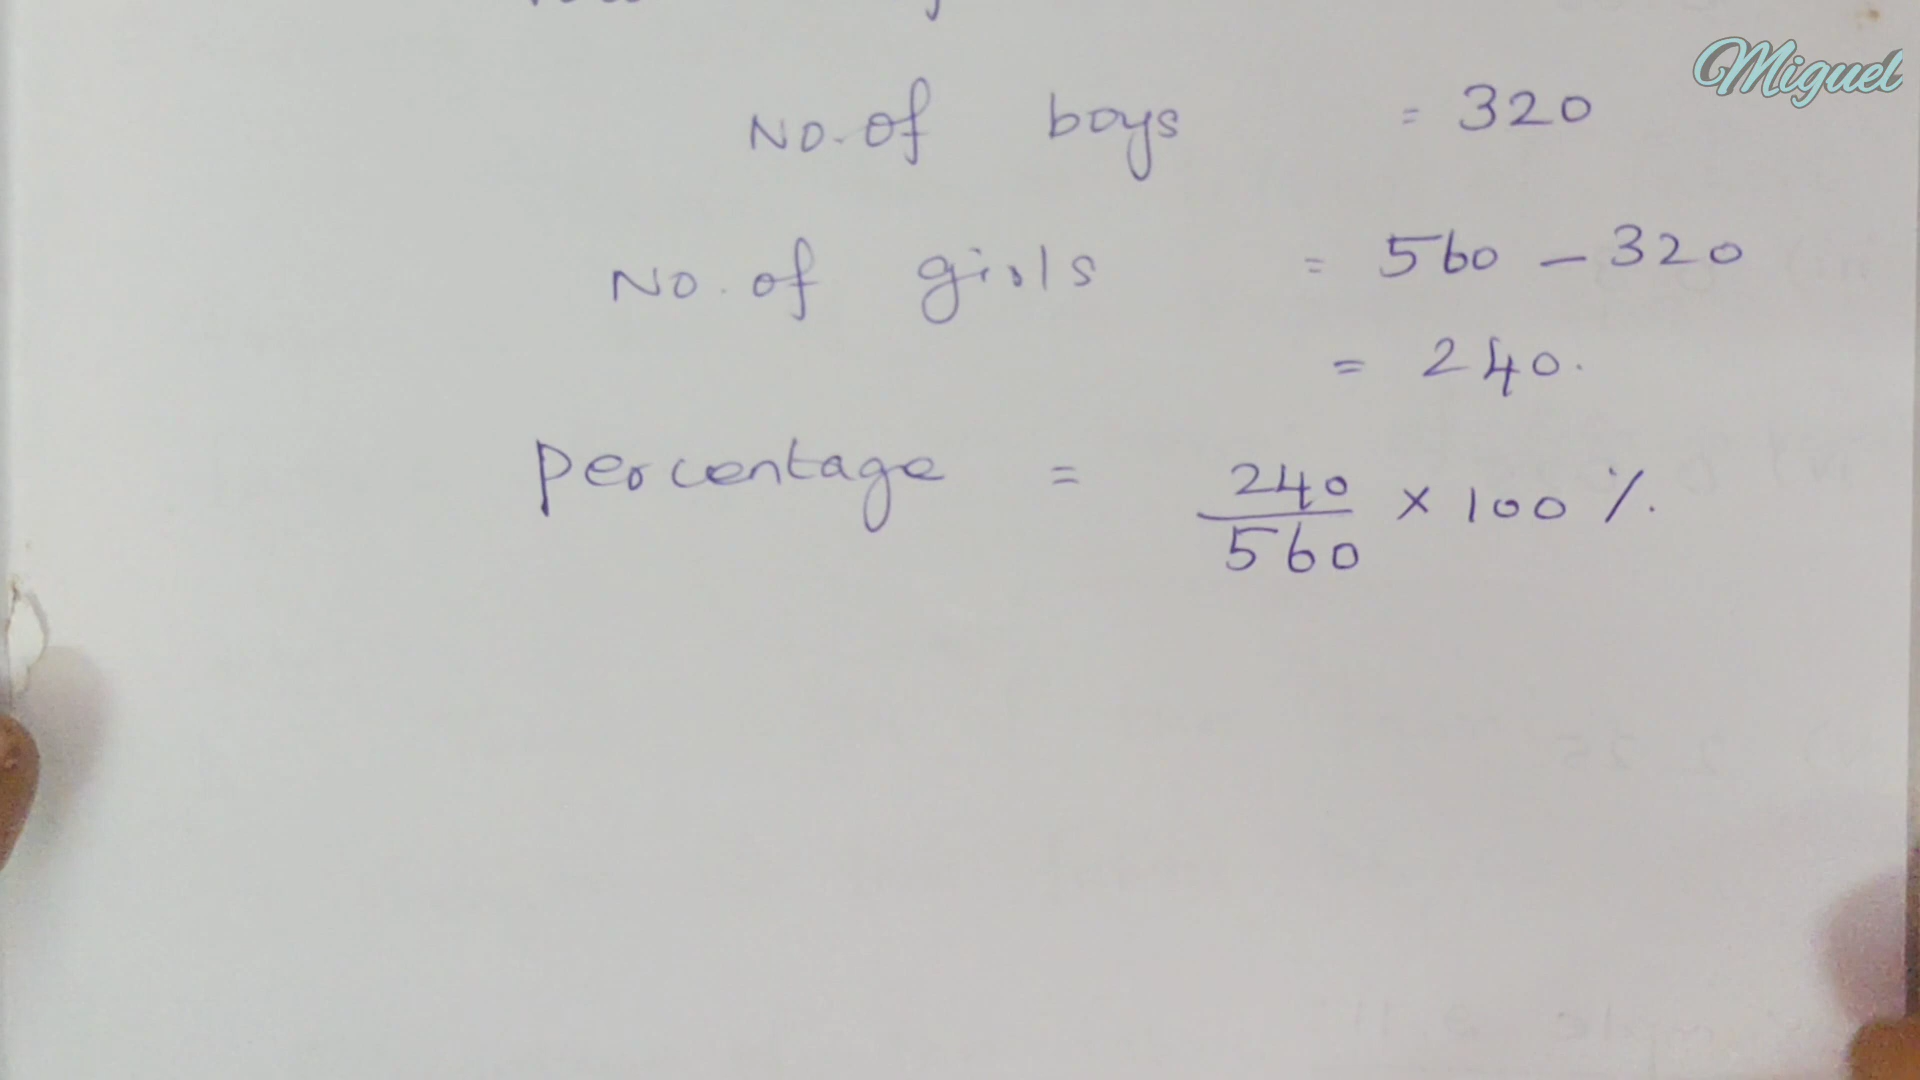 Miguel
No. of boys = 320
No. of girls = 560 - 320
= 240.
Percentage = 240/560 × 100 %.